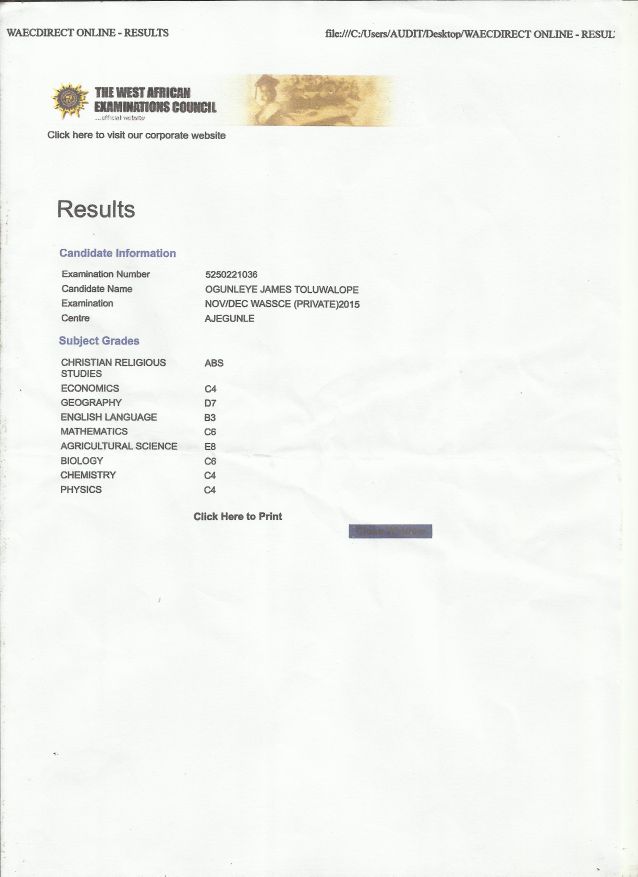 WAECDIRECT ONLINE - RESULTS file:///C:/Users/AUDIT/Desktop/WAECDIRECT ONLINE - RESUL
THE WEST AFRICAN
EXAMINATIONS COUNCIL
...official website
Click here to visit our corporate website
Results
Candidate Information
Examination Number 5250221036
Candidate Name OGUNLEYE JAMES TOLUWALOPE
Examination NOV/DEC WASSCE (PRIVATE)2015
Centre AJEGUNLE
Subject Grades
CHRISTIAN RELIGIOUS ABS
STUDIES
ECONOMICS C4
GEOGRAPHY D7
ENGLISH LANGUAGE B3
MATHEMATICS C6
AGRICULTURAL SCIENCE E8
BIOLOGY C6
CHEMISTRY C4
PHYSICS C4
Click Here to Print